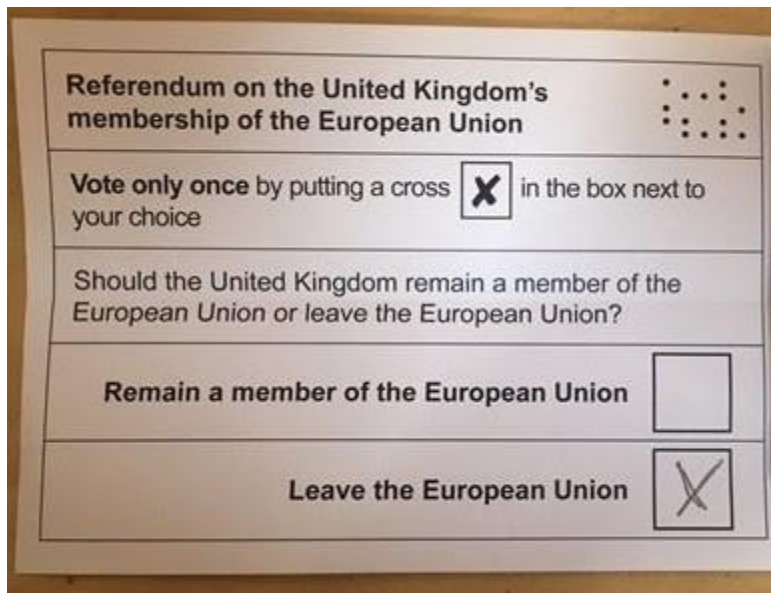 Referendum on the United Kingdom's
membership of the European Union
Vote only once by putting a cross X in the box next to
your choice
Should the United Kingdom remain a member of the
European Union or leave the European Union?
Remain a member of the European Union
Leave the European Union X